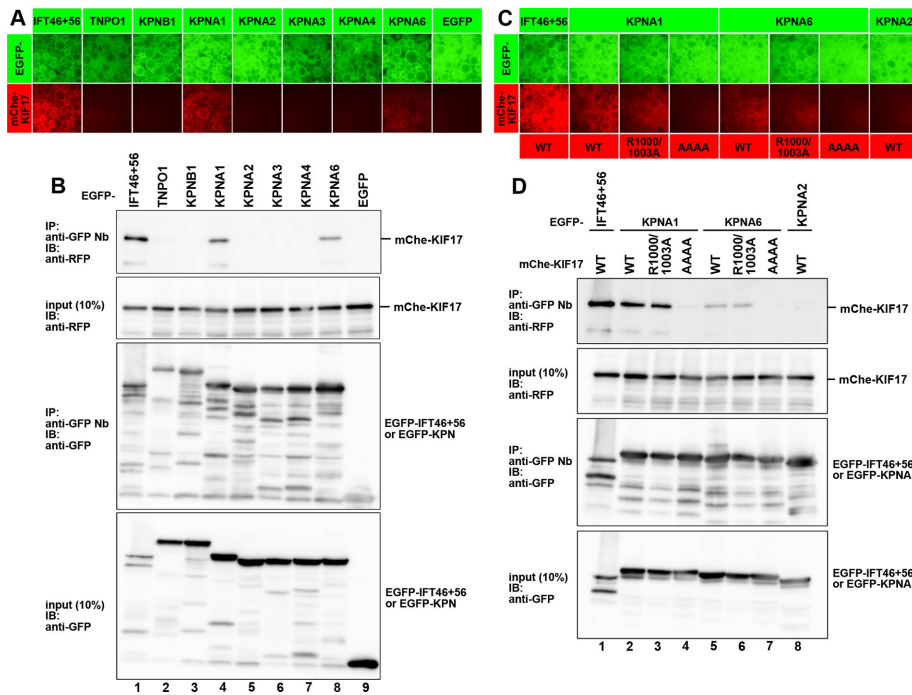 A
IFT46+56 TNPO1 KPNB1 KPNA1 KPNA2 KPNA3 KPNA4 KPNA6 EGFP
EGFP-
mChe-
KIF17
B
EGFP-
IFT46+56
TNPO1
KPNB1
KPNA1
KPNA2
KPNA3
KPNA4
KPNA6
EGFP
IP:
anti-GFP Nb
IB:
anti-RFP
mChe-KIF17
input (10%)
IB:
anti-RFP
mChe-KIF17
IP:
anti-GFP Nb
IB:
anti-GFP
EGFP-IFT46+56
or EGFP-KPN
input (10%)
IB:
anti-GFP
EGFP-IFT46+56
or EGFP-KPN
1 2 3 4 5 6 7 8 9
C
IFT46+56 KPNA1 KPNA6 KPNA2
EGFP-
mChe-
KIF17
WT WT R1000/
1003A AAAA WT R1000/
1003A AAAA WT
D
EGFP-
IFT46+56
KPNA1 KPNA6
KPNA2
mChe-KIF17
WT
WT
R1000/
1003A
AAAA
WT
R1000/
1003A
AAAA
WT
IP:
anti-GFP Nb
IB:
anti-RFP
mChe-KIF17
input (10%)
IB:
anti-RFP
mChe-KIF17
IP:
anti-GFP Nb
IB:
anti-GFP
EGFP-IFT46+56
or EGFP-KPNA
input (10%)
IB:
anti-GFP
EGFP-IFT46+56
or EGFP-KPNA
1 2 3 4 5 6 7 8